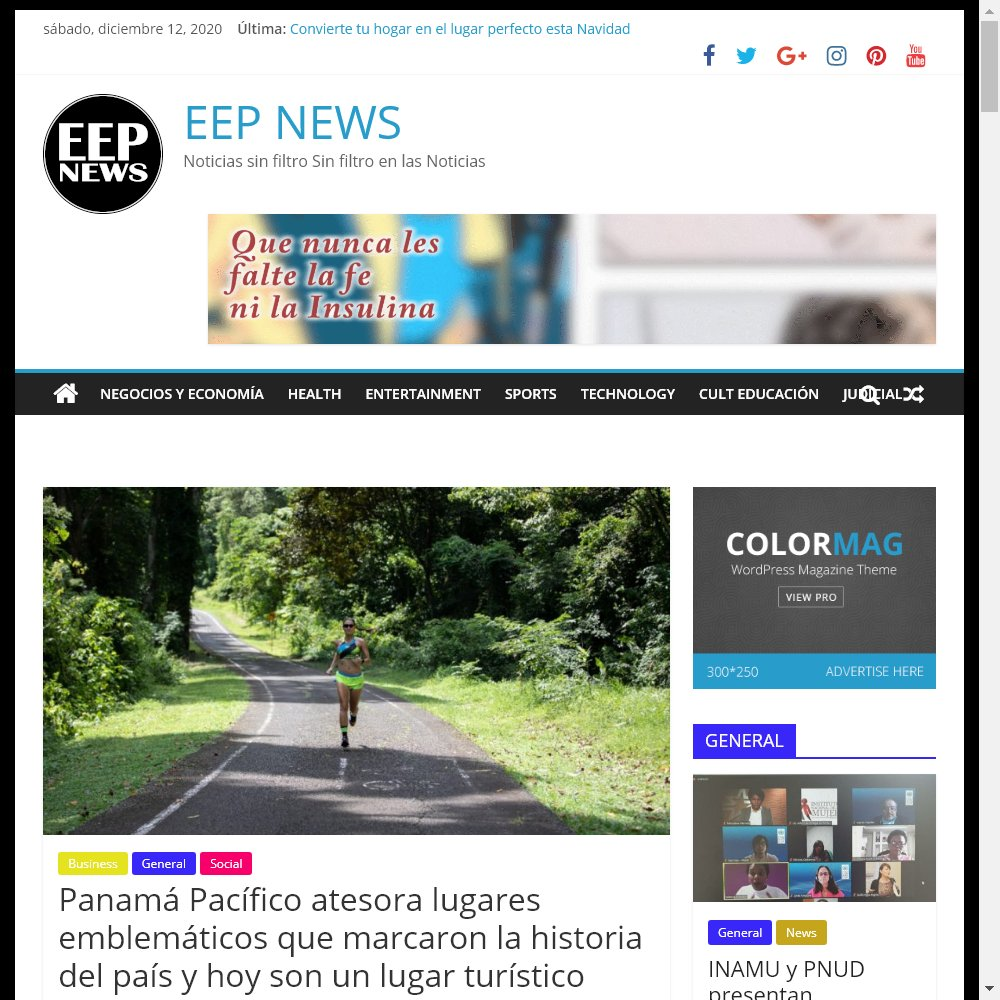 sábado, diciembre 12, 2020 Última: Convierte tu hogar en el lugar perfecto esta Navidad
You Tube
EEP NEWS
EEP NEWS
Noticias sin filtro Sin filtro en las Noticias
Que nunca les
falte la fe
ni la Insulina
NEGOCIOS Y ECONOMÍA HEALTH ENTERTAINMENT SPORTS TECHNOLOGY CULT EDUCACIÓN JUDICIAL
COLORMAG
WordPress Magazine Theme
VIEW PRO
300*250 ADVERTISE HERE
GENERAL
Business General Social
Panamá Pacífico atesora lugares
emblemáticos que marcaron la historia
del país y hoy son un lugar turístico
General News
INAMU y PNUD
presentan